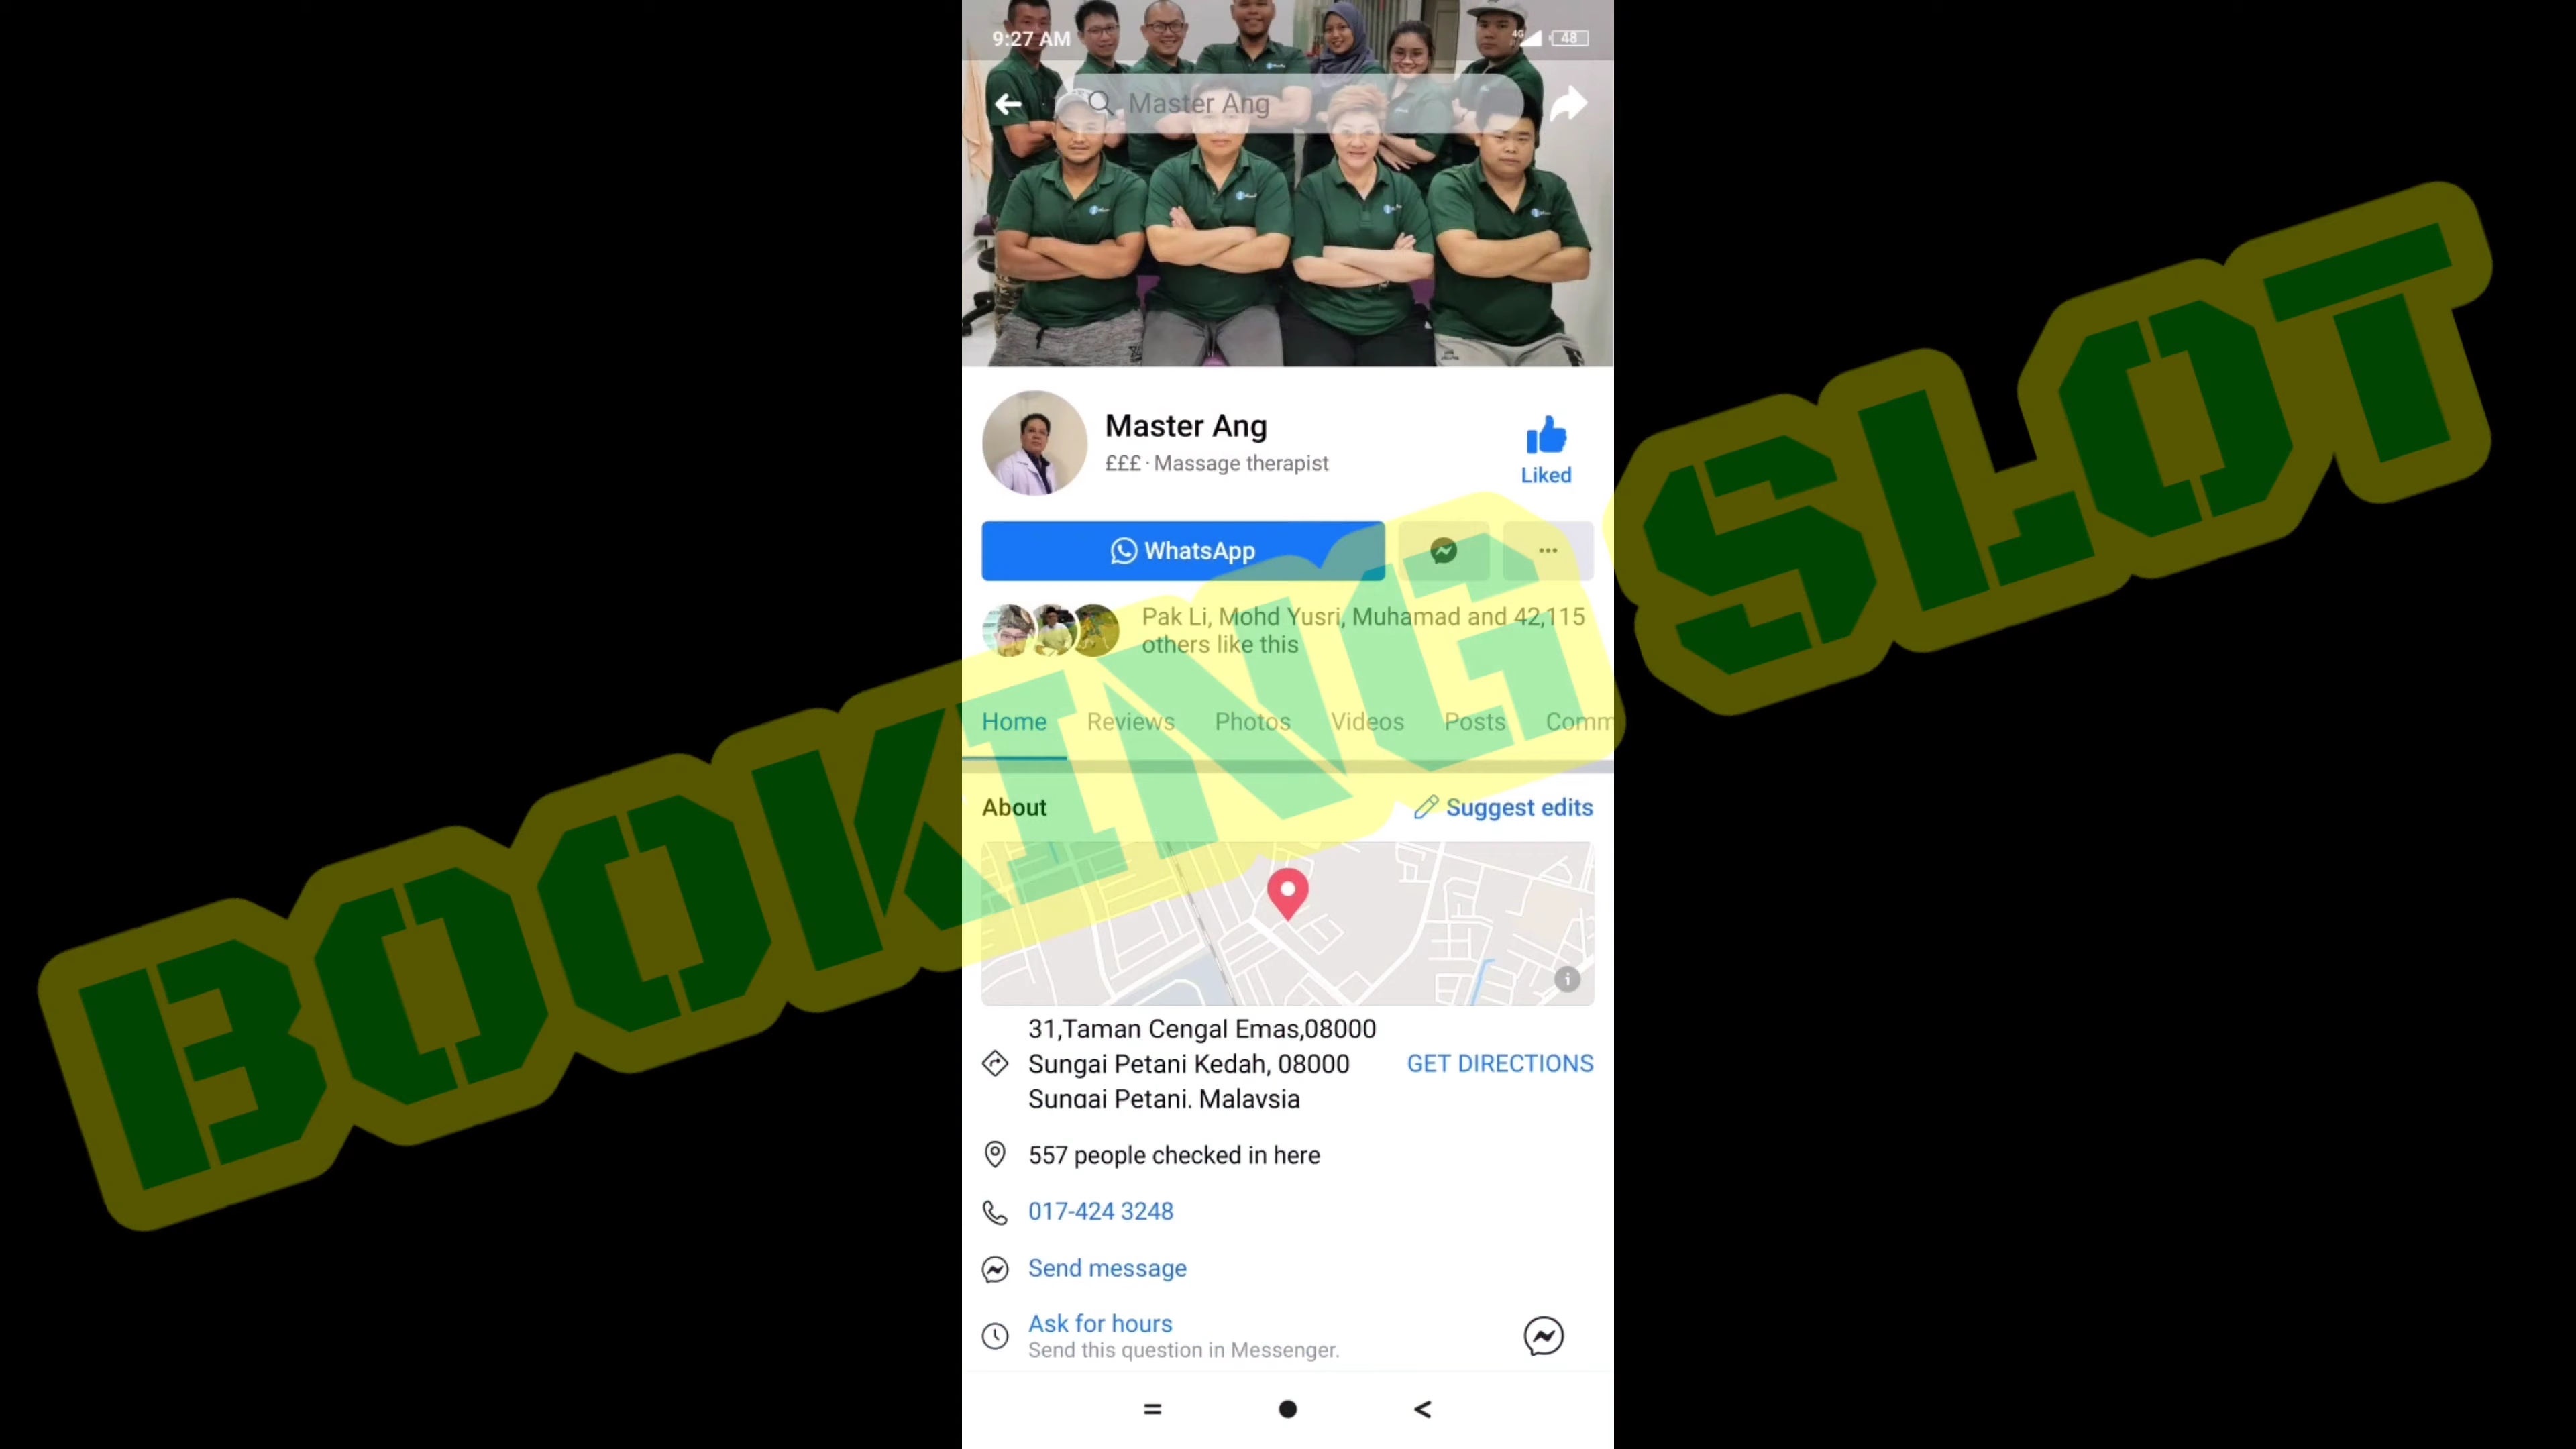 9:27 AM
4G
48
Master Ang
Master Ang
£££ · Massage therapist
Liked
WhatsApp
Pak Li, Mohd Yusri, Muhamad and 42,115
others like this
Home Reviews Photos Videos Posts Comm
About
Suggest edits
31,Taman Cengal Emas,08000
Sungai Petani Kedah, 08000
Sungai Petani, Malaysia
GET DIRECTIONS
557 people checked in here
017-424 3248
Send message
Ask for hours
Send this question in Messenger.
BOOKING SLOT